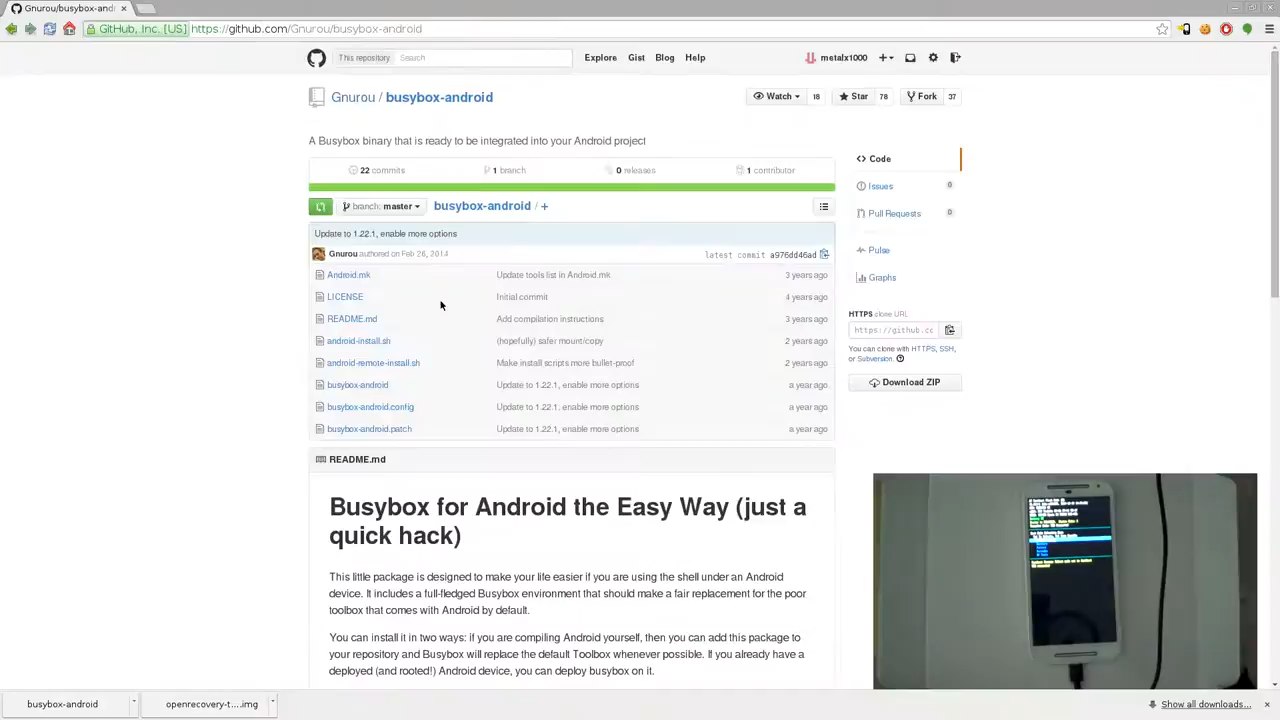 Gnurou/busybox-and
GitHub, Inc. [US] https://github.com/Gnurou/busybox-android
This repository Search Explore Gist Blog Help metalx1000
Gnurou / busybox-android Watch 18 Star 78 Fork 37
A Busybox binary that is ready to be integrated into your Android project
22 commits 1 branch 0 releases 1 contributor
branch: master busybox-android / +
Update to 1.22.1, enable more options
Gnurou authored on Feb 26, 2014 latest commit a976dd46ad
Android.mk Update tools list in Android.mk 3 years ago
LICENSE Initial commit 4 years ago
README.md Add compilation instructions 3 years ago
android-install.sh (hopefully) safer mount/copy 2 years ago
android-remote-install.sh Make install scripts more bullet-proof 2 years ago
busybox-android Update to 1.22.1, enable more options a year ago
busybox-android.config Update to 1.22.1, enable more options a year ago
busybox-android.patch Update to 1.22.1, enable more options a year ago
README.md
Busybox for Android the Easy Way (just a
quick hack)
This little package is designed to make your life easier if you are using the shell under an Android
device. It includes a full-fledged Busybox environment that should make a fair replacement for the poor
toolbox that comes with Android by default.
You can install it in two ways: if you are compiling Android yourself, then you can add this package to
your repository and Busybox will replace the default Toolbox whenever possible. If you already have a
deployed (and rooted!) Android device, you can deploy busybox on it.
Code
Issues 0
Pull Requests 0
Pulse
Graphs
HTTPS clone URL
https://github.cc
You can clone with HTTPS, SSH,
or Subversion.
Download ZIP
busybox-android openrecovery-t....img Show all downloads...